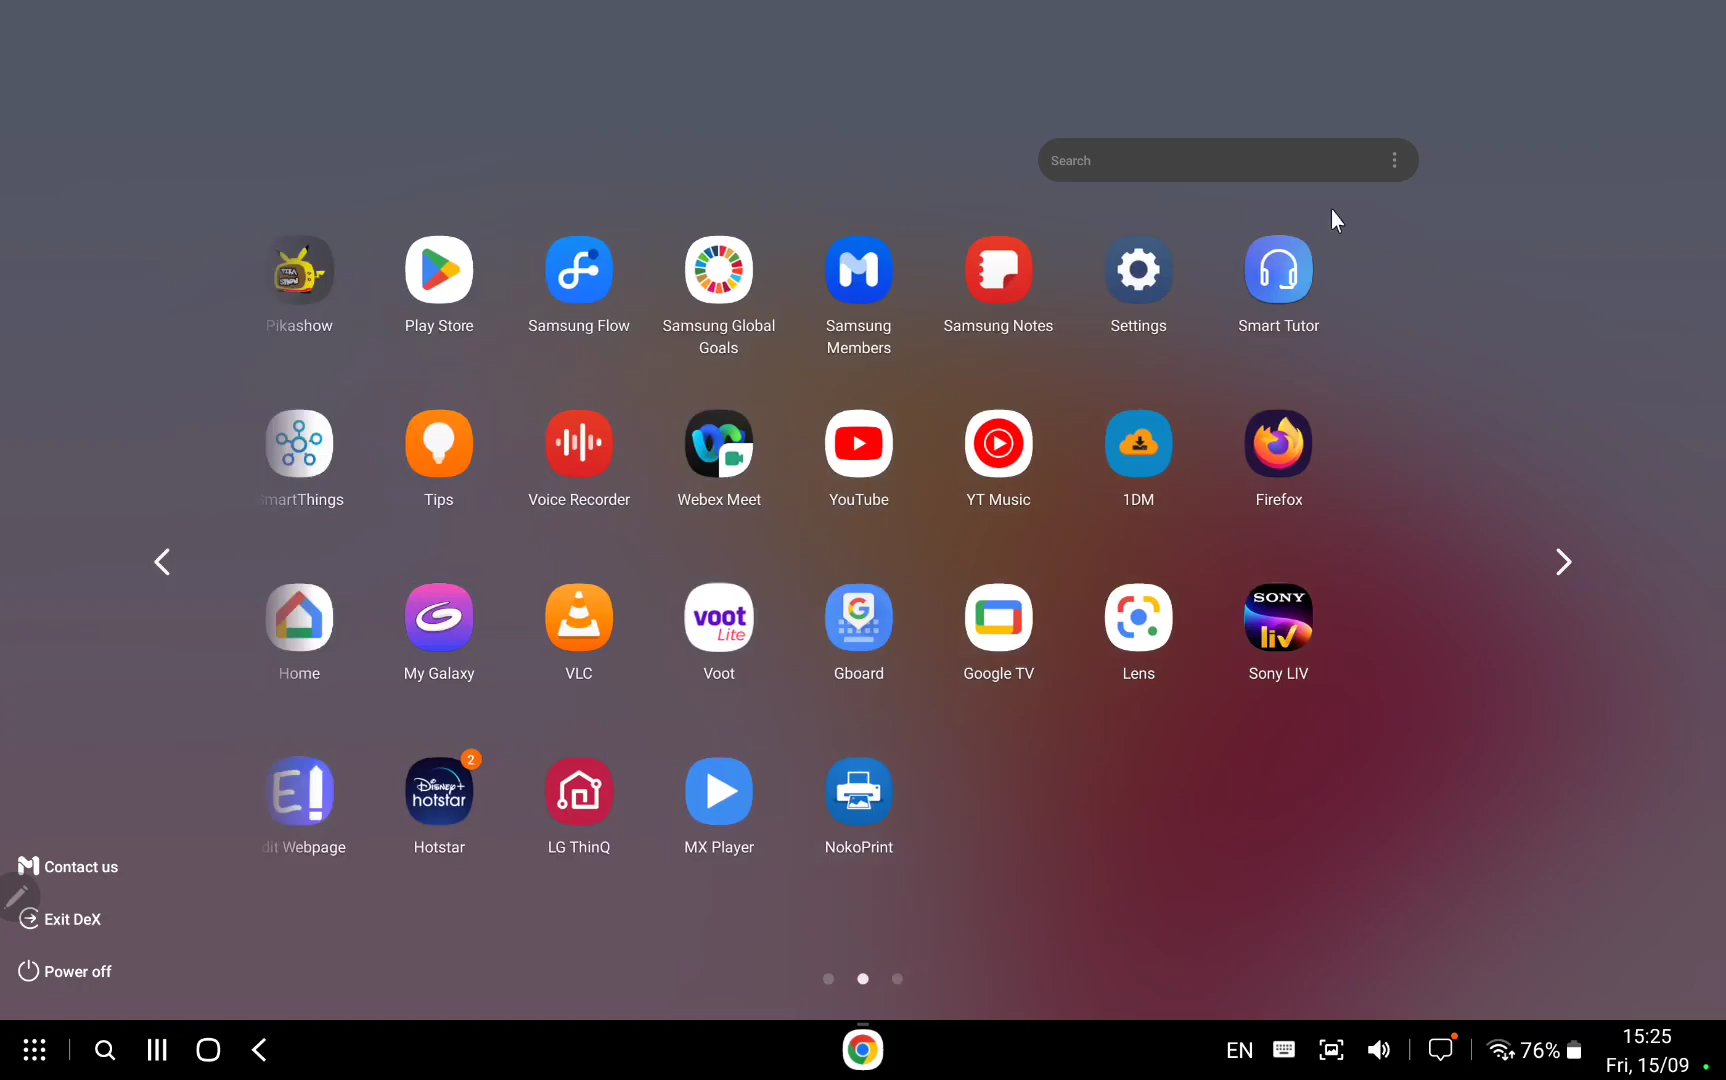 Search
Pikashow
Play Store
Samsung Flow
Samsung Global
Goals
Samsung
Members
Samsung Notes
Settings
Smart Tutor
SmartThings
Tips
Voice Recorder
Webex Meet
YouTube
YT Music
1DM
Firefox
voot
Lite
G
SONY
liv
Home
My Galaxy
VLC
Voot
Gboard
Google TV
Lens
Sony LIV
E!
Disney+
hotstar
2
dit Webpage
Hotstar
LG ThinQ
MX Player
NokoPrint
Contact us
Exit DeX
Power off
EN
76%
15:25
Fri, 15/09